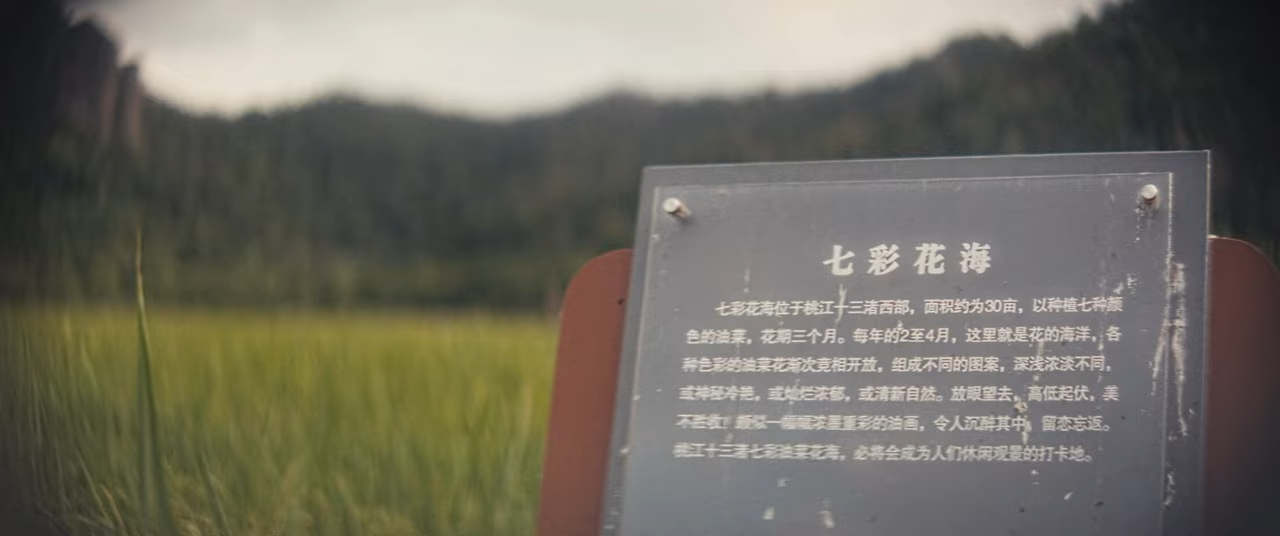 七彩花海
七彩花海位于桃江十三渚西部，面积约为30亩，以种植七种颜
色的油菜，花期三个月。每年的2至4月，这里就是花的海洋，各
种色彩的油菜花渐次竞相开放，组成不同的图案，深浅浓淡不同，
或神秘冷艳，或灿烂浓郁，或清新自然。放眼望去，高低起伏，美
不胜收！ 一幅幅浓墨重彩的油画，令人沉醉其中，留恋忘返。
桃江十三渚七彩油菜花海，必将会成为人们休闲观景的打卡地。